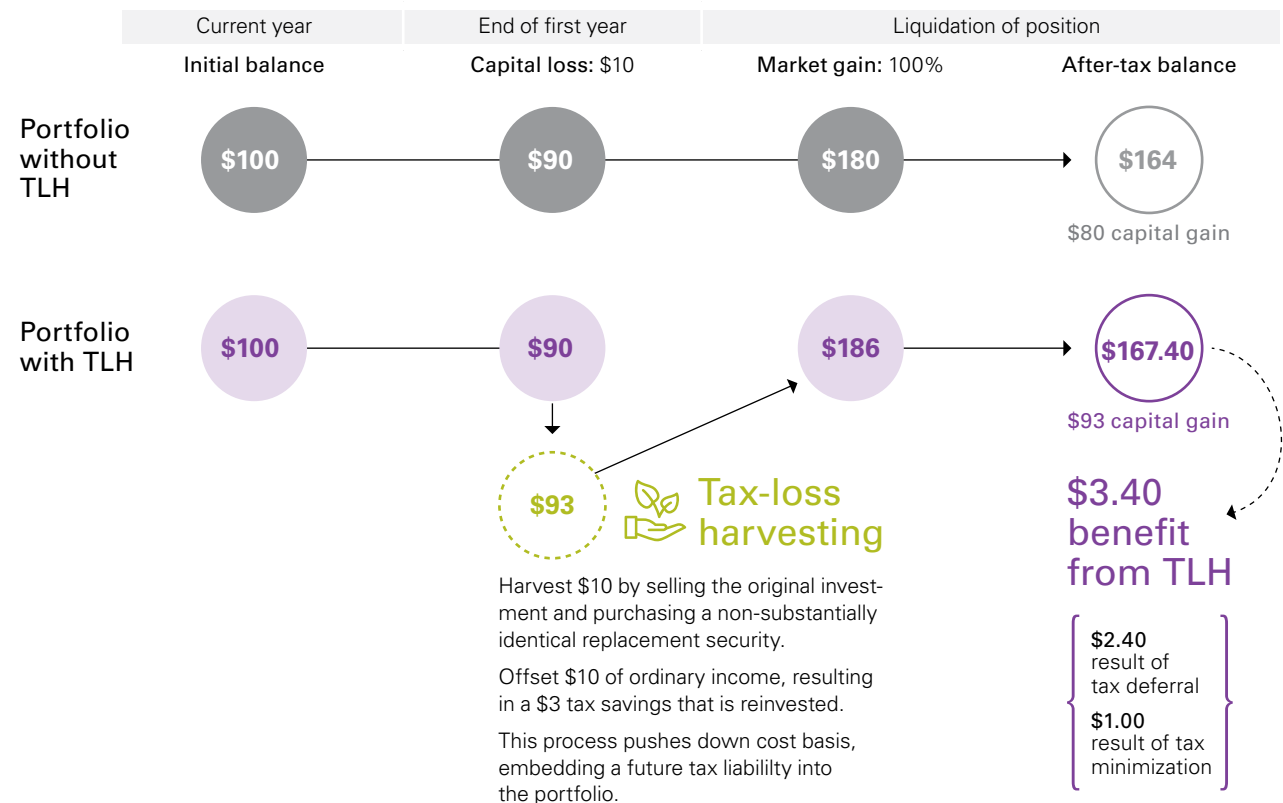 Current year
End of first year
Liquidation of position
Initial balance
Capital loss: $10
Market gain: 100%
After-tax balance
Portfolio
without
TLH
$100
$90
$180
$164
$80 capital gain
Portfolio
with TLH
$100
$90
$186
$167.40
$93 capital gain
$93
Tax-loss
harvesting
Harvest $10 by selling the original invest-
ment and purchasing a non-substantially
identical replacement security.
Offset $10 of ordinary income, resulting
in a $3 tax savings that is reinvested.
This process pushes down cost basis,
embedding a future tax liabililty into
the portfolio.
$3.40
benefit
from TLH
$2.40
result of
tax deferral
$1.00
result of tax
minimization